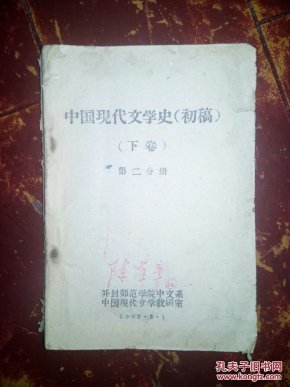 中国现代文学史(初稿)
(下卷)
第二分册
开封师范学院中文系
中国现代文学教研室
孔夫子旧书网